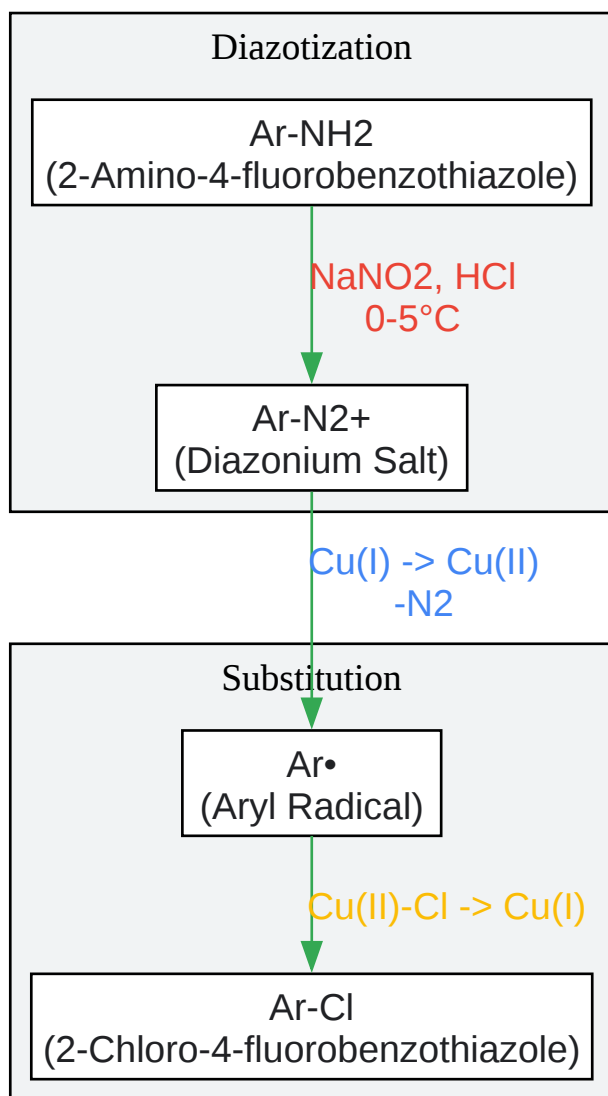 Diazotization
Ar-NH2
(2-Amino-4-fluorobenzothiazole)
NaNO2, HCl
0-5°C
Ar-N2+
(Diazonium Salt)
Cu(I) -> Cu(II)
-N2
Substitution
Ar•
(Aryl Radical)
Cu(II)-Cl -> Cu(I)
Ar-Cl
(2-Chloro-4-fluorobenzothiazole)